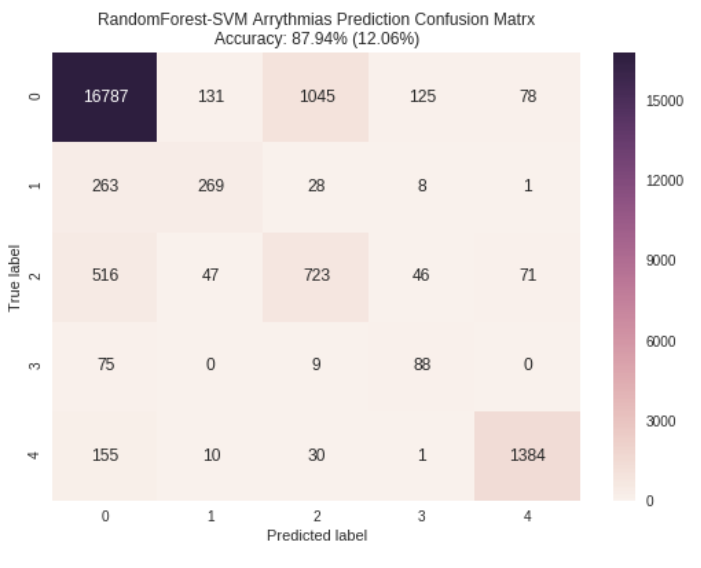 RandomForest-SVM Arrythmias Prediction Confusion Matrx
Accuracy: 87.94% (12.06%)
0 16787 131 1045 125 78
1 263 269 28 8 1
2 516 47 723 46 71
3 75 0 9 88 0
4 155 10 30 1 1384
0 1 2 3 4
Predicted label
True label
15000
12000
9000
6000
3000
0